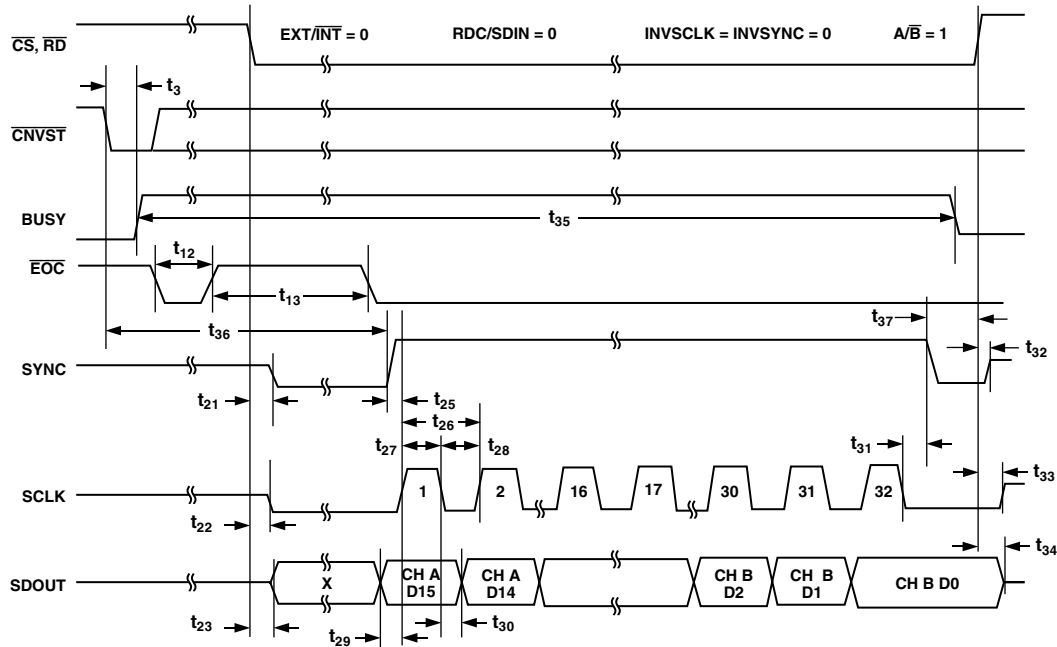 EXT/INT = 0 RDC/SDIN = 0 INVSCLK = INVSYNC = 0 A/B = 1
CS, RD
t3
CNVST
BUSY
t35
t12
EOC
t13
t37
t36
t32
SYNC
t21
t25
t26
t27
t28
t31
t33
SCLK
1 2 16 17 30 31 32
t22
t34
SDOUT
X
CH A D15
CH A D14
CH B D2
CH B D1
CH B D0
t23
t29
t30